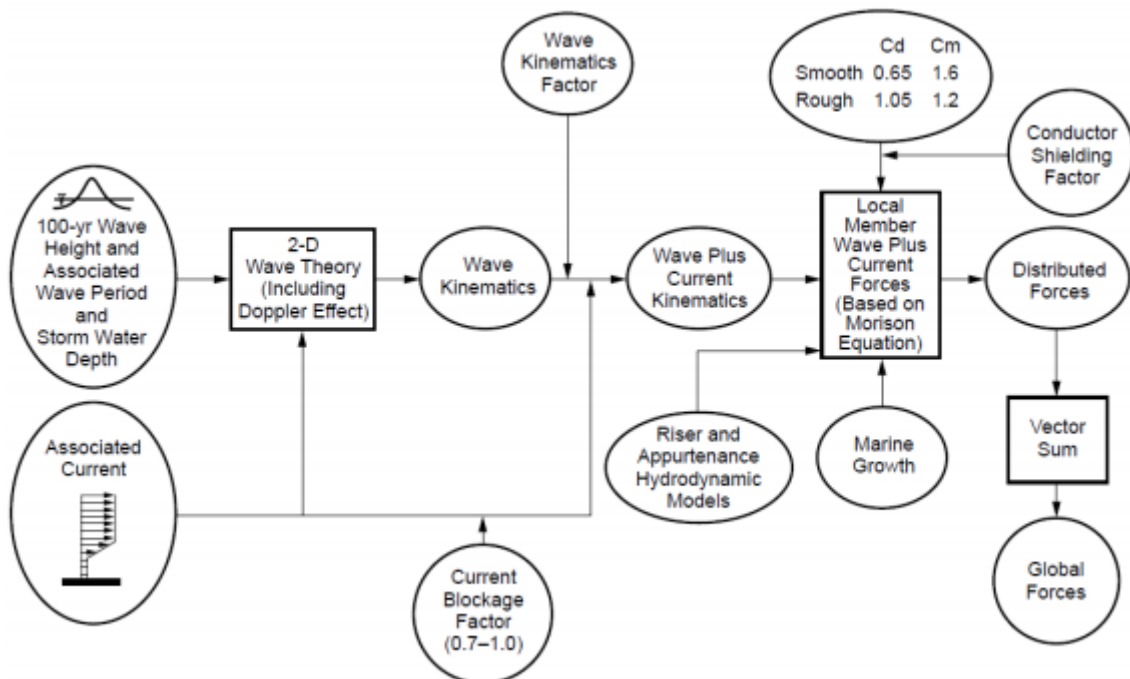 Wave
Kinematics
Factor
Cd Cm
Smooth 0.65 1.6
Rough 1.05 1.2
Conductor
Shielding
Factor
100-yr Wave
Height and
Associated
Wave Period
and
Storm Water
Depth
2-D
Wave Theory
(Including
Doppler Effect)
Wave
Kinematics
Wave Plus
Current
Kinematics
Local
Member
Wave Plus
Current
Forces
(Based on
Morison
Equation)
Distributed
Forces
Associated
Current
Current
Blockage
Factor
(0.7–1.0)
Riser and
Appurtenance
Hydrodynamic
Models
Marine
Growth
Vector
Sum
Global
Forces